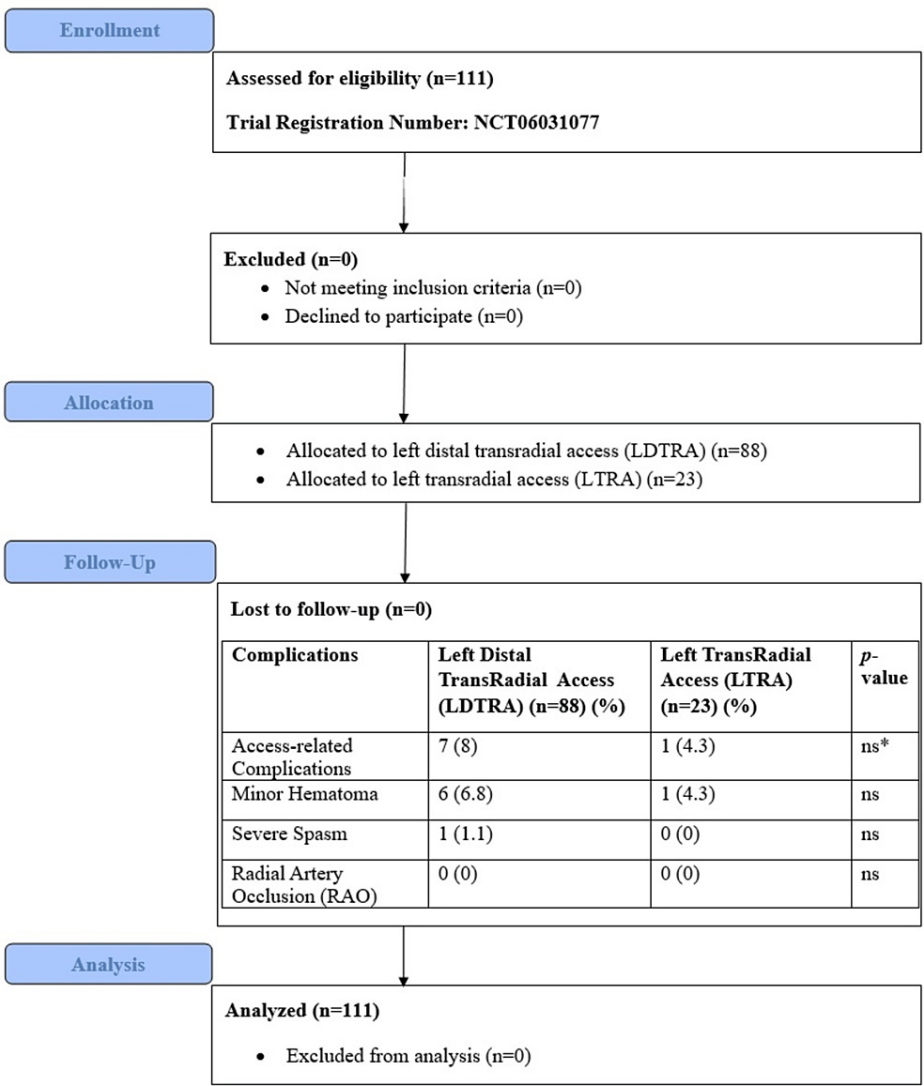 Enrollment
Assessed for eligibility (n=111)
Trial Registration Number: NCT06031077
Excluded (n=0)
• Not meeting inclusion criteria (n=0)
• Declined to participate (n=0)
Allocation
• Allocated to left distal transradial access (LDTRA) (n=88)
• Allocated to left transradial access (LTRA) (n=23)
Follow-Up
Lost to follow-up (n=0)
Complications
Left Distal
TransRadial Access
(LDTRA) (n=88) (%)
Left TransRadial
Access (LTRA)
(n=23) (%)
p-
value
Access-related
Complications
7 (8)
1 (4.3)
ns*
Minor Hematoma
6 (6.8)
1 (4.3)
ns
Severe Spasm
1 (1.1)
0 (0)
ns
Radial Artery
Occlusion (RAO)
0 (0)
0 (0)
ns
Analysis
Analyzed (n=111)
• Excluded from analysis (n=0)